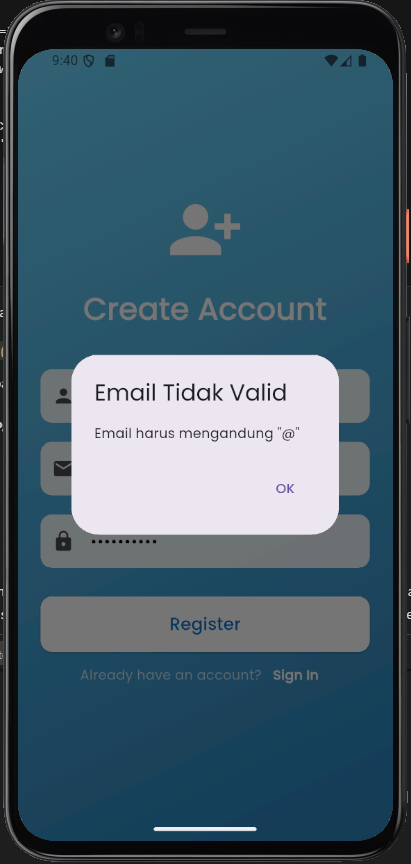 9:40
Create Account
Email Tidak Valid
Email harus mengandung "@"
OK
••••••••••
Register
Already have an account? Sign In